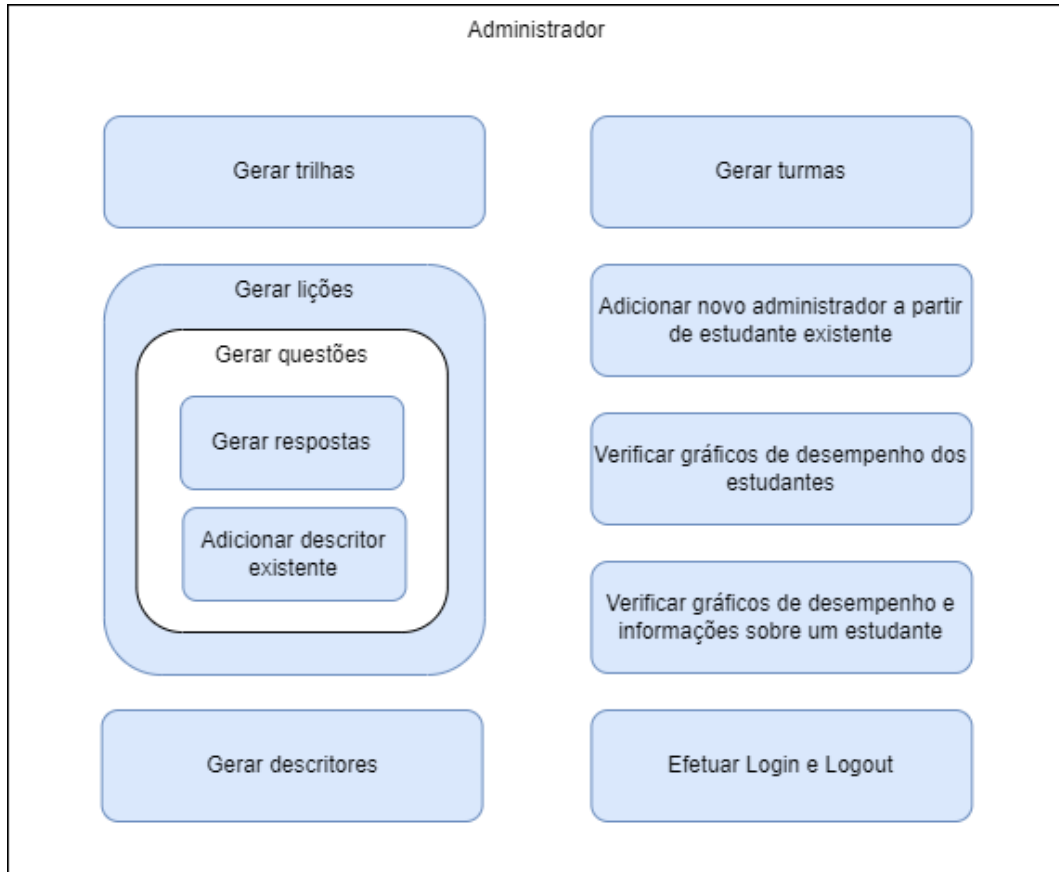 Administrador
Gerar trilhas
Gerar lições
Gerar questões
Gerar respostas
Adicionar descritor
existente
Gerar descritores
Gerar turmas
Adicionar novo administrador a partir
de estudante existente
Verificar gráficos de desempenho dos
estudantes
Verificar gráficos de desempenho e
informações sobre um estudante
Efetuar Login e Logout